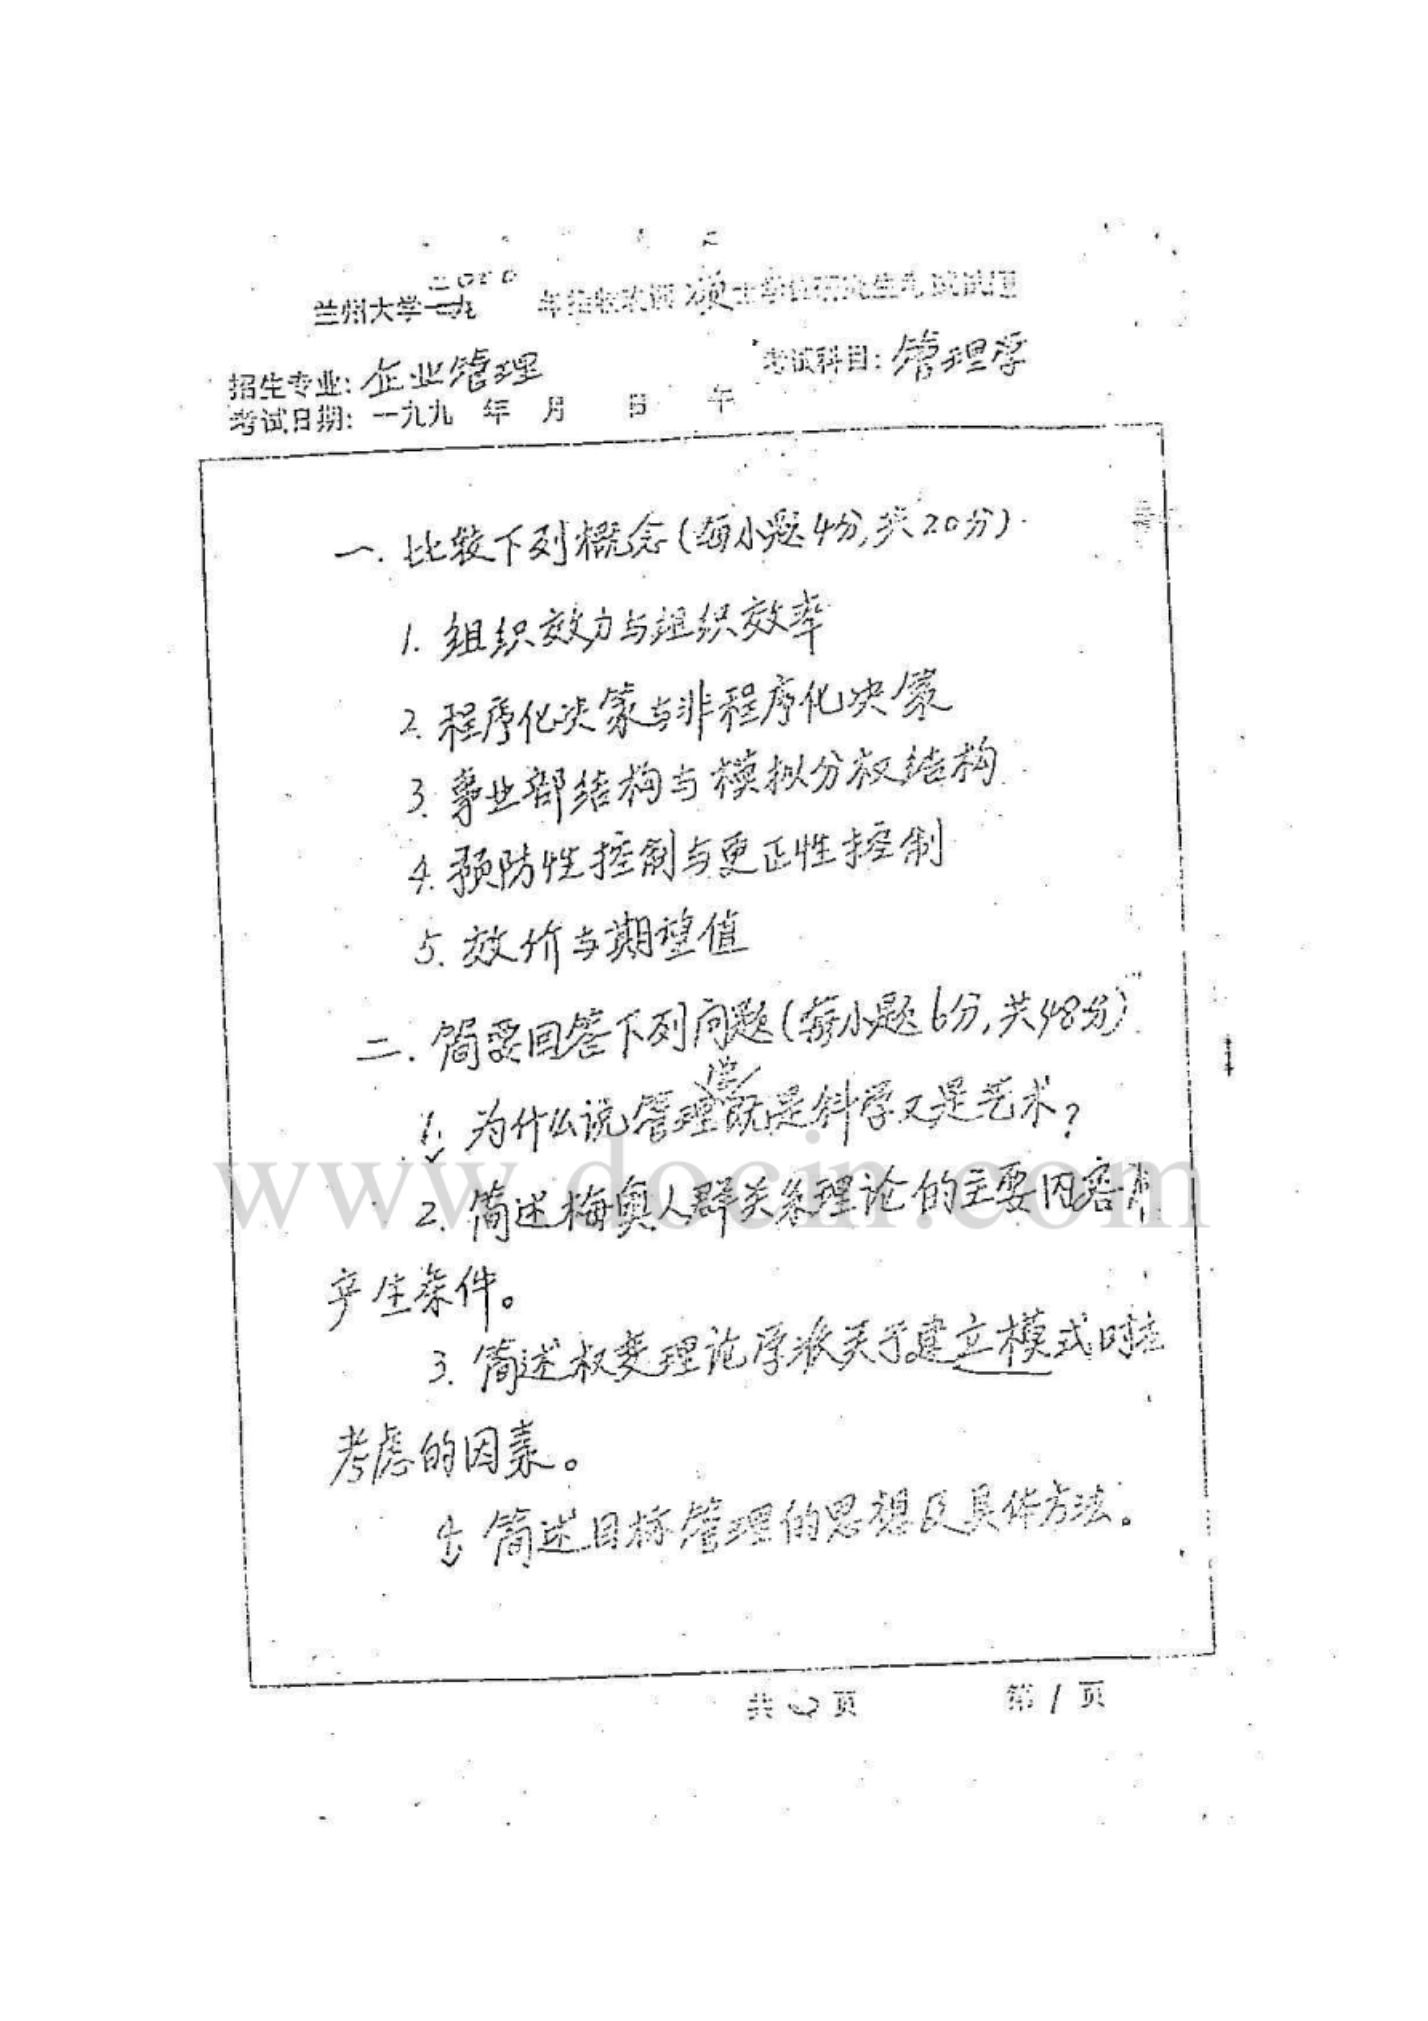 二000
兰州大学一九 年招收攻读硕士学位研究生考试试题
招生专业: 企业管理 考试科目: 管理学
考试日期: 一九九 年 月 日 午
一. 比较下列概念(每小题4分,共20分)
1. 组织效力与组织效率
2. 程序化决策与非程序化决策
3. 事业部结构与模拟分权结构
4. 预防性控制与更正性控制
5. 效价与期望值
二. 简要回答下列问题(每小题6分,共48分)
1. 为什么说管理既是科学又是艺术?
2. 简述梅奥人群关系理论的主要内容
产生条件。
3. 简述权变理论学派关于建立模式时
考虑的因素。
4. 简述目标管理的思想及具体方法。
共2页 第1页
www.docin.com